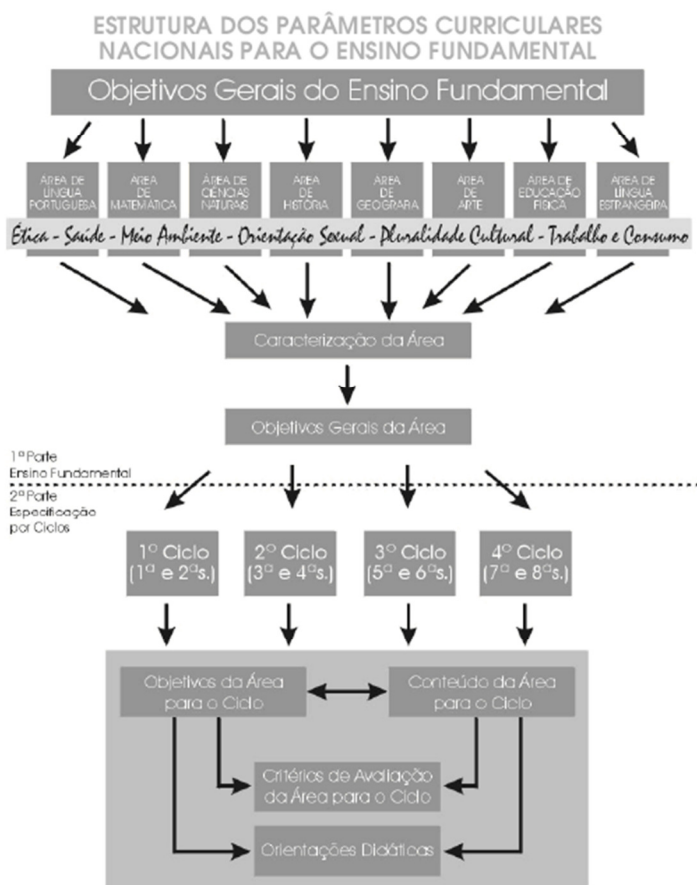 ESTRUTURA DOS PARÂMETROS CURRICULARES
NACIONAIS PARA O ENSINO FUNDAMENTAL
Objetivos Gerais do Ensino Fundamental
ÁREA DE
LÍNGUA
PORTUGUESA
ÁREA
DE
MATEMÁTICA
ÁREA DE
CIÊNCIAS
NATURAIS
ÁREA
DE
HISTÓRIA
ÁREA
DE
GEOGRAFIA
ÁREA
DE
ARTE
ÁREA DE
EDUCAÇÃO
FÍSICA
ÁREA DE
LÍNGUA
ESTRANGEIRA
Ética - Saúde - Meio Ambiente - Orientação Sexual - Pluralidade Cultural - Trabalho e Consumo
Caracterização da Área
Objetivos Gerais da Área
1ª Parte
Ensino Fundamental
2ª Parte
Especificação
por Ciclos
1º Ciclo
(1ª e 2ªs.)
2º Ciclo
(3ª e 4ªs.)
3º Ciclo
(5ª e 6ªs.)
4º Ciclo
(7ª e 8ªs.)
Objetivos da Área
para o Ciclo
Conteúdo da Área
para o Ciclo
Critérios de Avaliação
da Área para o Ciclo
Orientações Didáticas